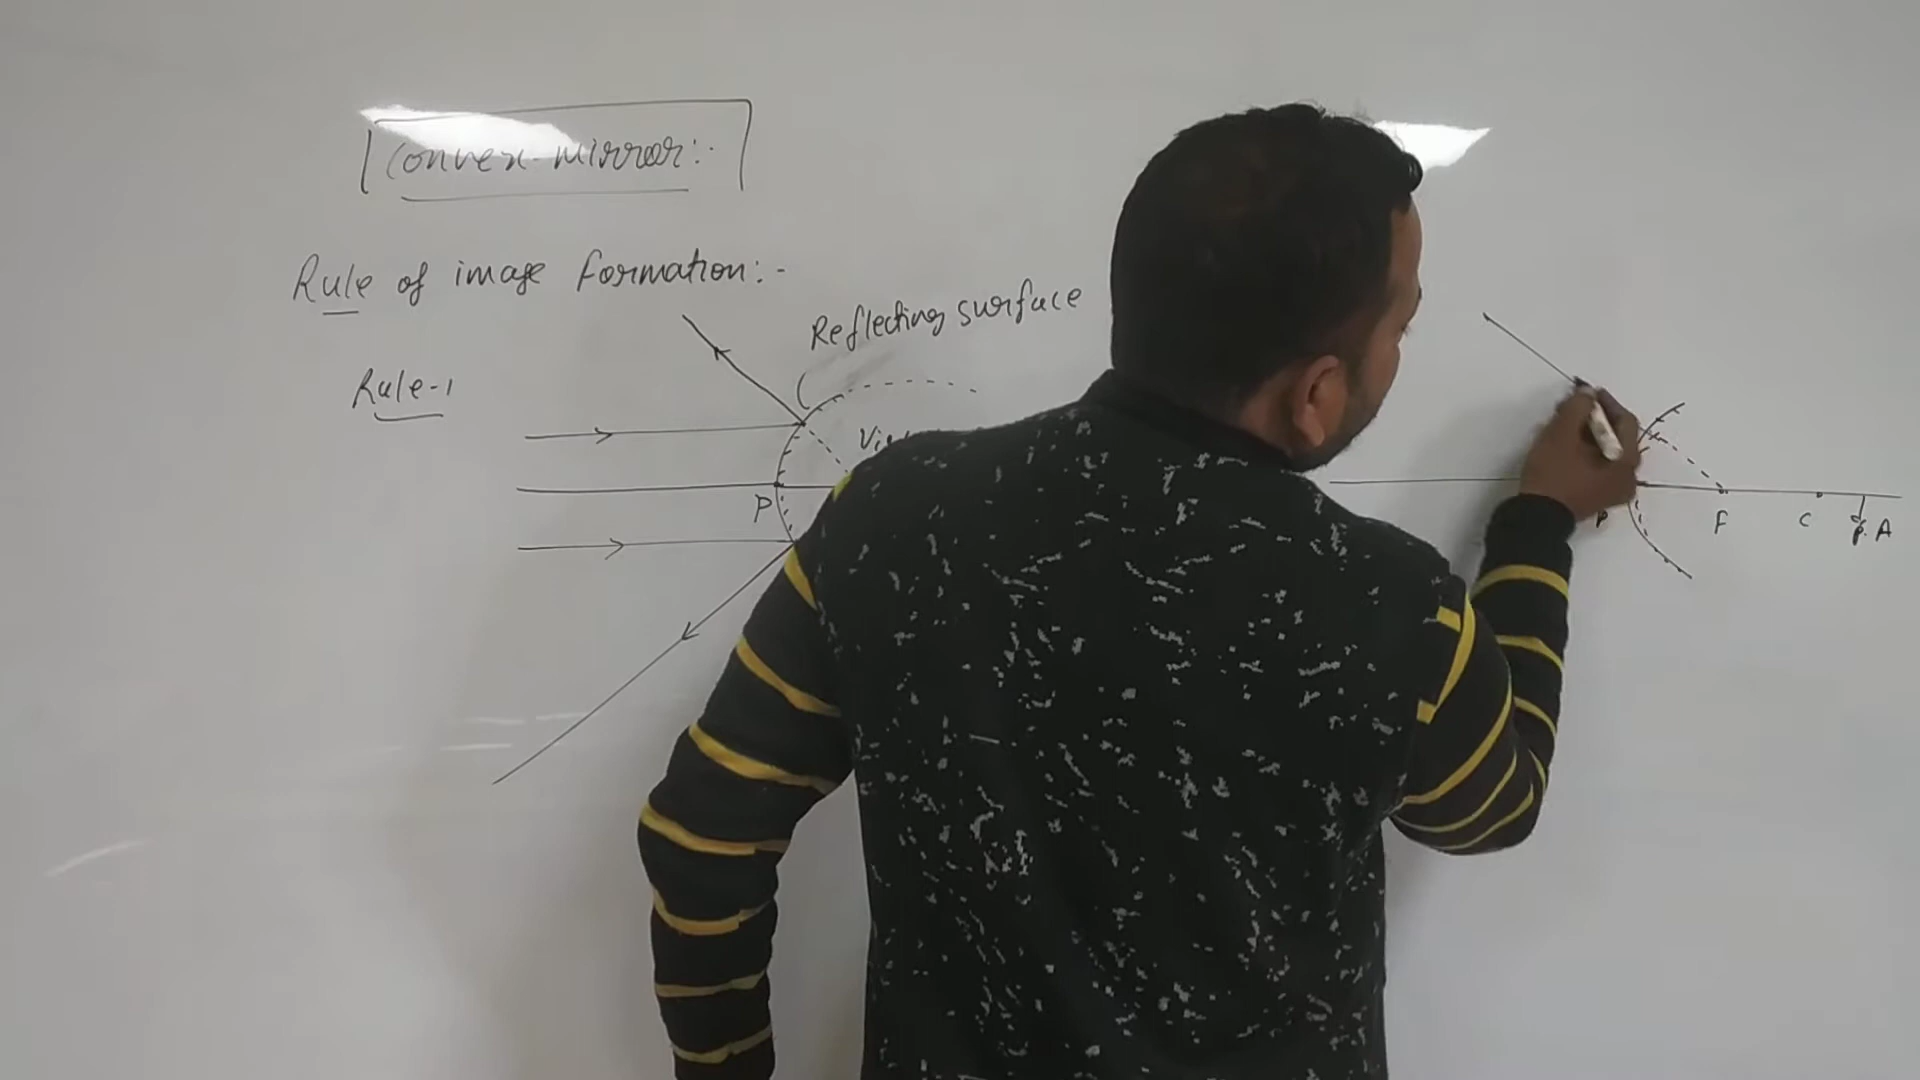 Convex-mirror:-
Rule of image formation:-
Reflecting surface
Rule-1
P
P F C P.A